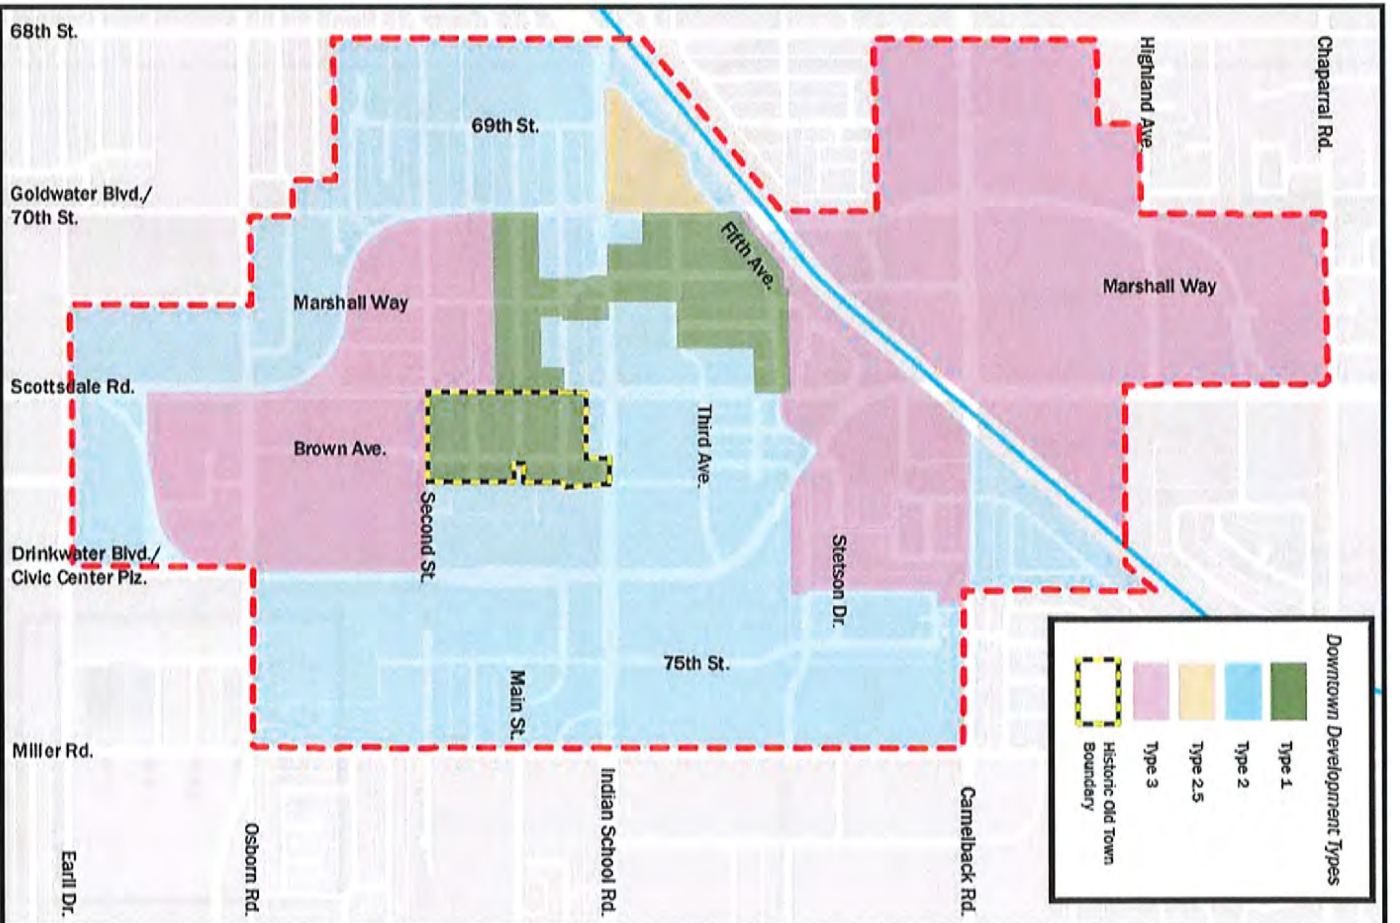 68th St.
Highland Ave.
Chaparral Rd.
69th St.
Goldwater Blvd./
70th St.
Fifth Ave.
Marshall Way
Marshall Way
Scottsdale Rd.
Third Ave.
Brown Ave.
Second St.
Drinkwater Blvd./
Civic Center Plz.
Stetson Dr.
75th St.
Main St.
Miller Rd.
Indian School Rd.
Camelback Rd.
Osborn Rd.
Earll Dr.
Downtown Development Types
Type 1
Type 2
Type 2.5
Type 3
Historic Old Town
Boundary